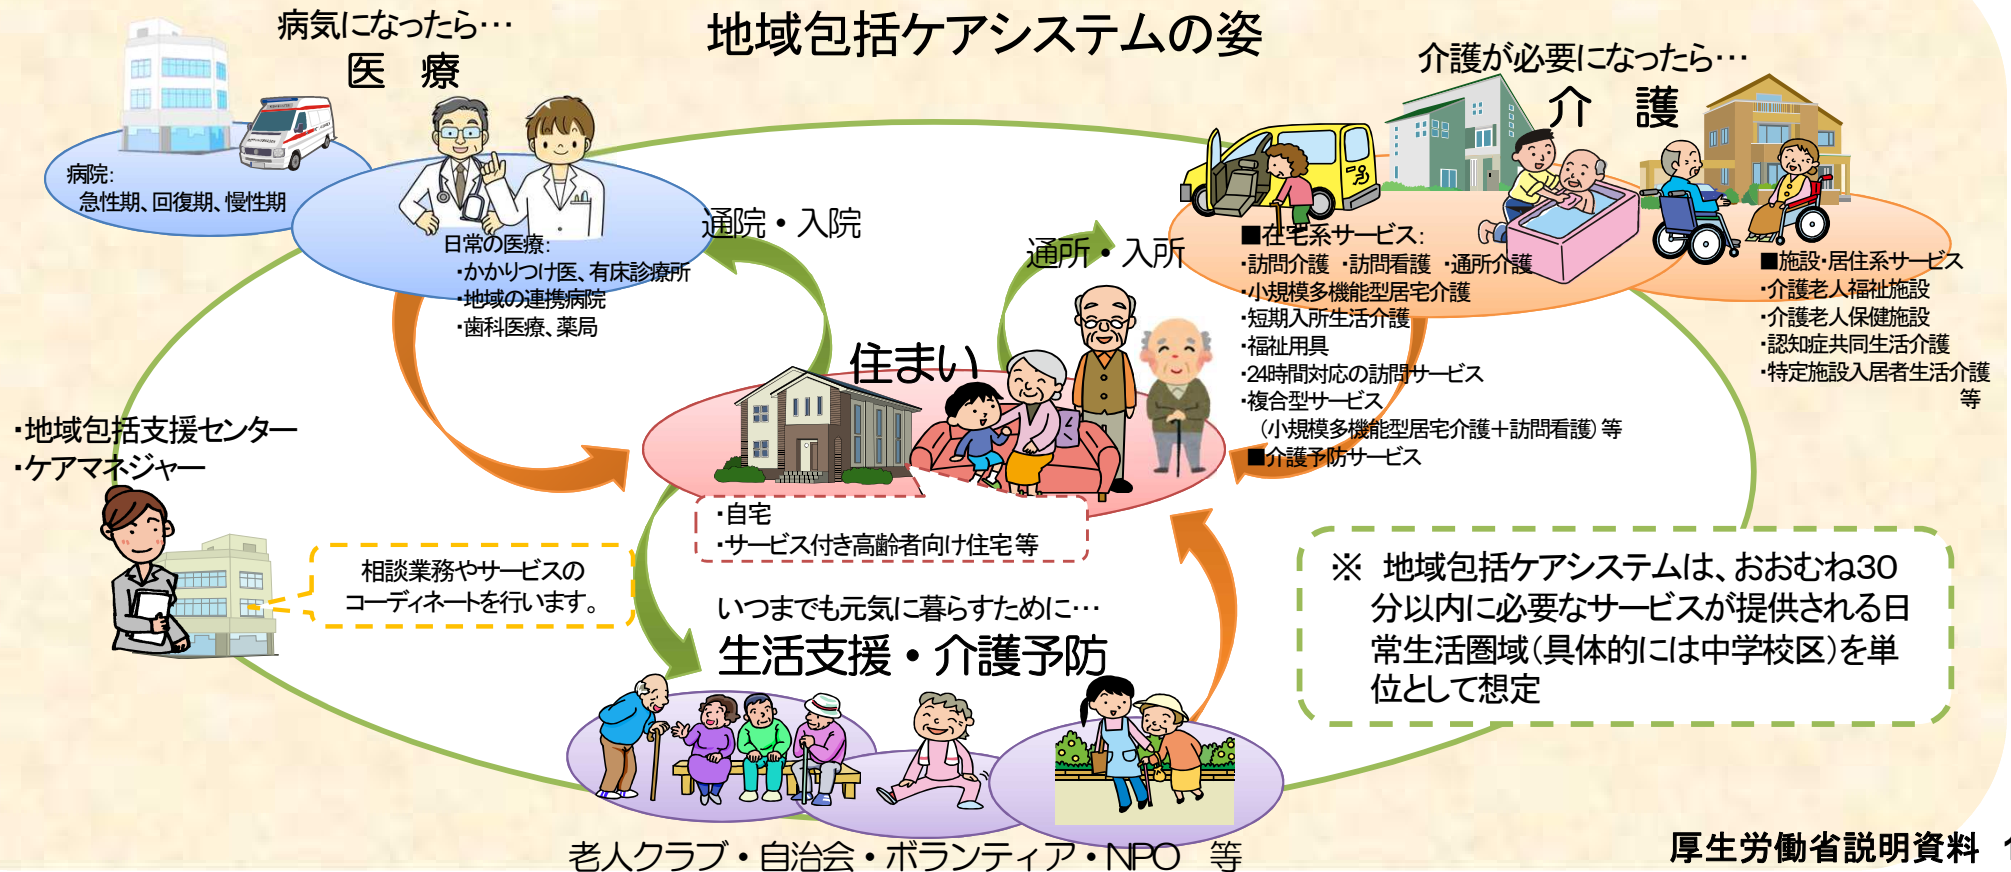 地域包括ケアシステムの姿
病気になったら…
医 療
病院:
急性期、回復期、慢性期
日常の医療:
・かかりつけ医、有床診療所
・地域の連携病院
・歯科医療、薬局
通院・入院
通所・入所
介護が必要になったら…
介 護
■在宅系サービス:
・訪問介護 ・訪問看護 ・通所介護
・小規模多機能型居宅介護
・短期入所生活介護
・福祉用具
・24時間対応の訪問サービス
・複合型サービス
(小規模多機能型居宅介護+訪問看護)等
■介護予防サービス
■施設・居住系サービス
・介護老人福祉施設
・介護老人保健施設
・認知症共同生活介護
・特定施設入居者生活介護
等
住まい
・自宅
・サービス付き高齢者向け住宅等
・地域包括支援センター
・ケアマネジャー
相談業務やサービスの
コーディネートを行います。
いつまでも元気に暮らすために…
生活支援・介護予防
老人クラブ・自治会・ボランティア・NPO 等
※ 地域包括ケアシステムは、おおむね30
分以内に必要なサービスが提供される日
常生活圏域(具体的には中学校区)を単
位として想定
厚生労働省説明資料